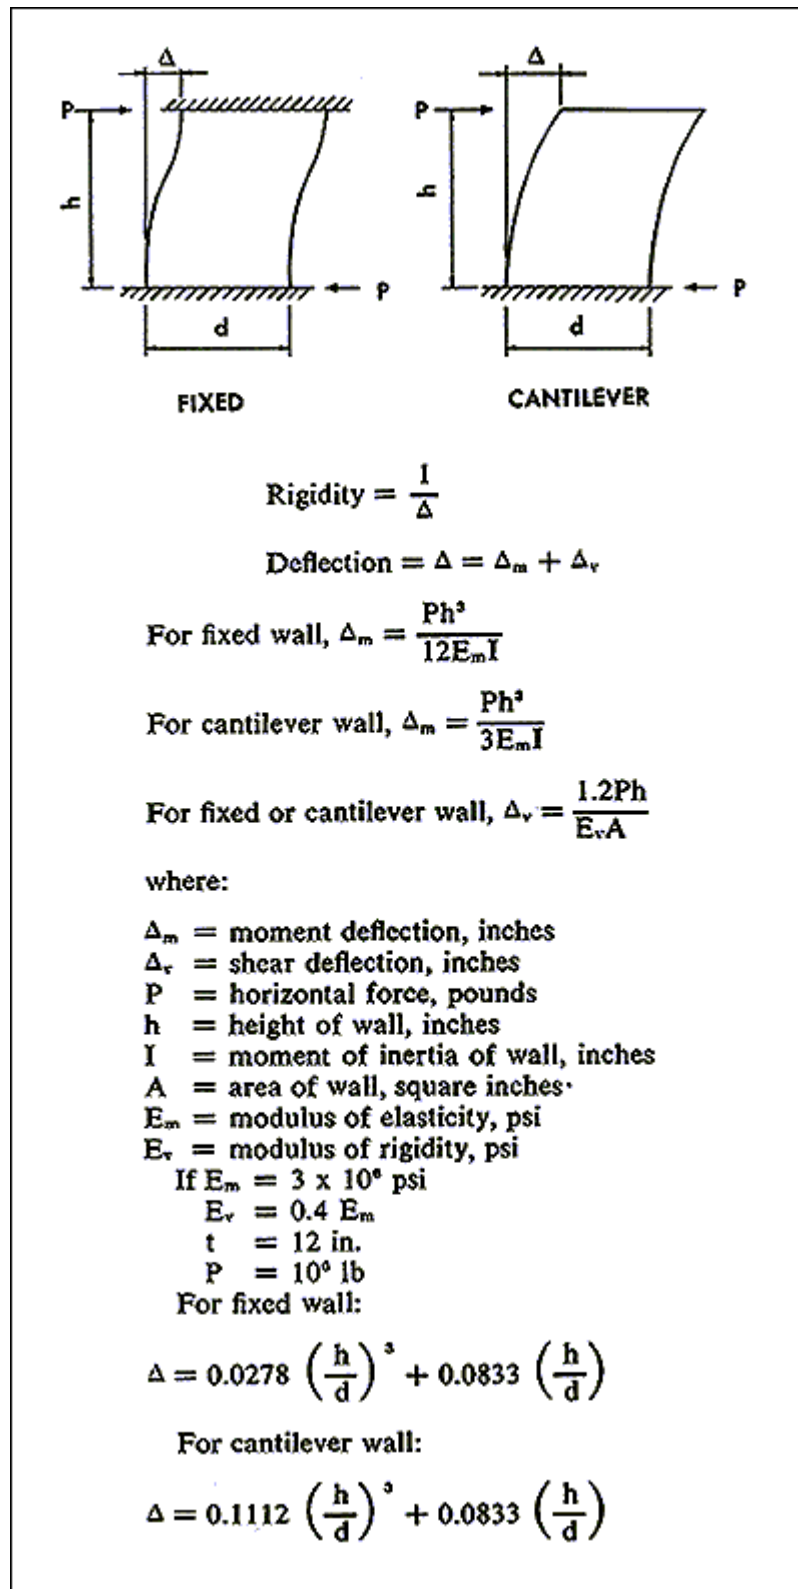 Δ Δ
P P
h h
P P
d d
FIXED CANTILEVER
Rigidity = 1/Δ
Deflection = Δ = Δₘ + Δᵥ
For fixed wall, Δₘ = Ph³/12EₘI
For cantilever wall, Δₘ = Ph³/3EₘI
For fixed or cantilever wall, Δᵥ = 1.2Ph/EᵥA
where:
Δₘ = moment deflection, inches
Δᵥ = shear deflection, inches
P = horizontal force, pounds
h = height of wall, inches
I = moment of inertia of wall, inches
A = area of wall, square inches
Eₘ = modulus of elasticity, psi
Eᵥ = modulus of rigidity, psi
If Eₘ = 3 x 10⁶ psi
Eᵥ = 0.4 Eₘ
t = 12 in.
P = 10⁶ lb
For fixed wall:
Δ = 0.0278 (h/d)³ + 0.0833 (h/d)
For cantilever wall:
Δ = 0.1112 (h/d)³ + 0.0833 (h/d)